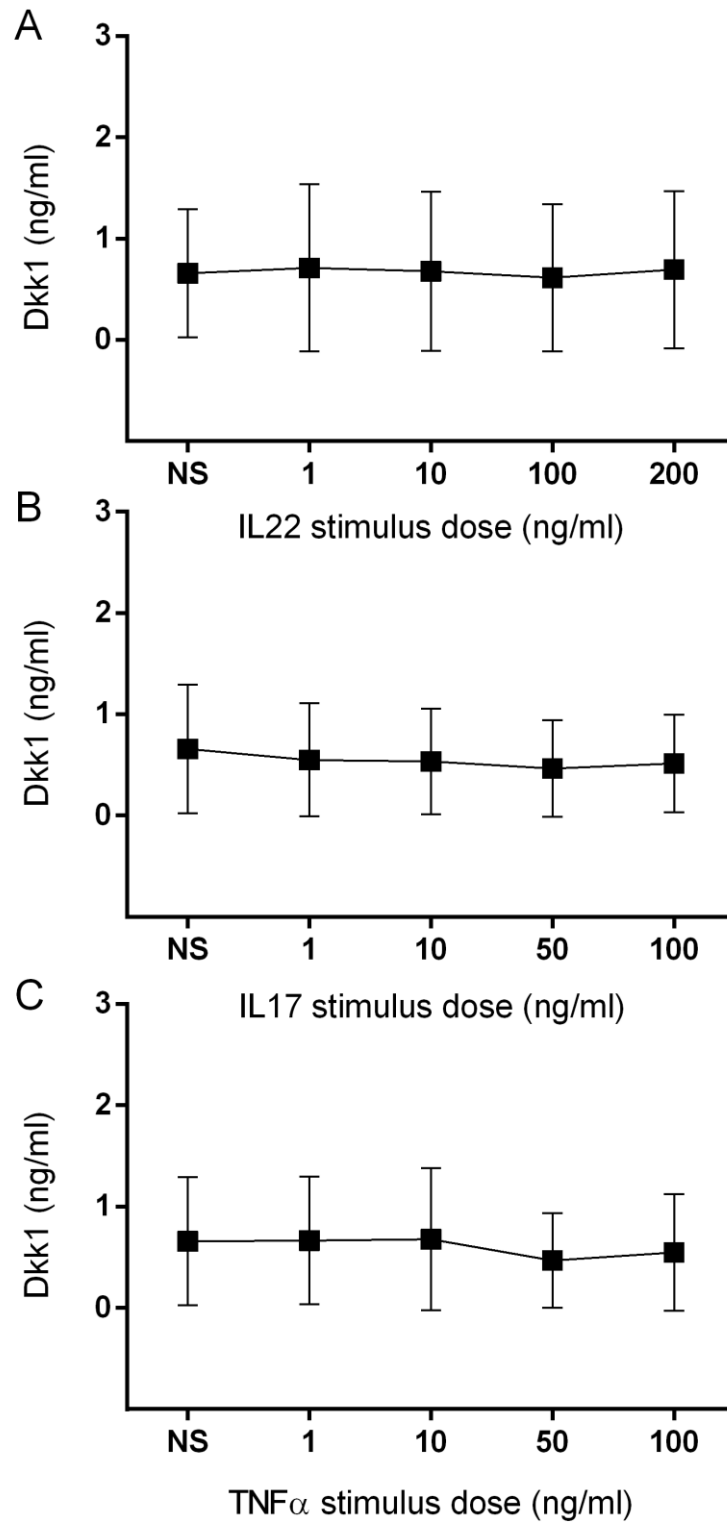 A
3
2
1
0
Dkk1 (ng/ml)
NS 1 10 100 200
IL22 stimulus dose (ng/ml)
B
3
2
1
0
Dkk1 (ng/ml)
NS 1 10 50 100
IL17 stimulus dose (ng/ml)
C
3
2
1
0
Dkk1 (ng/ml)
NS 1 10 50 100
TNFα stimulus dose (ng/ml)